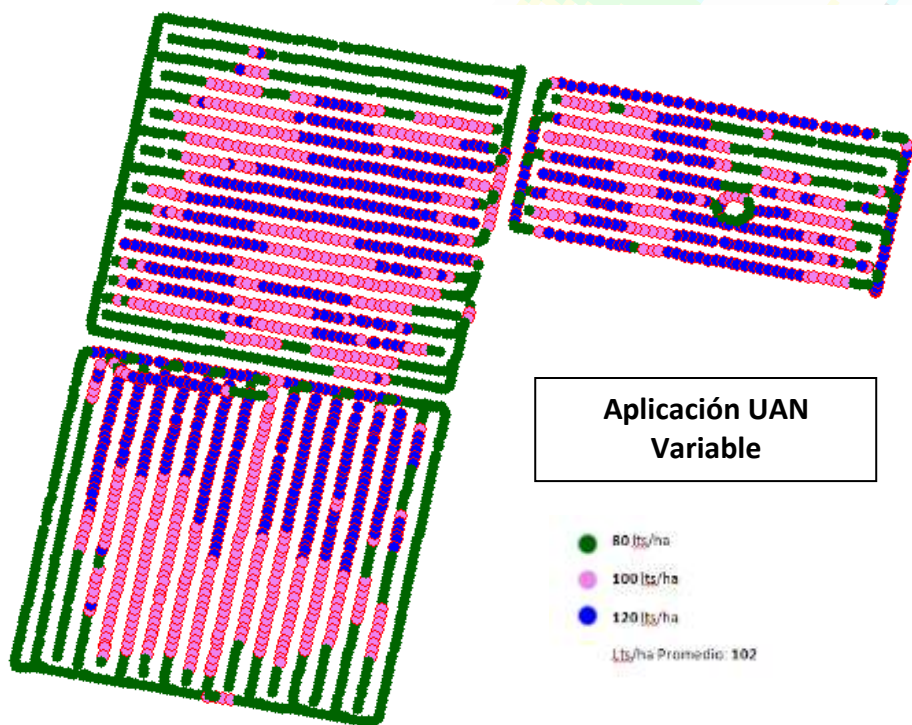 Aplicación UAN
Variable
80 lts/ha
100 lts/ha
120 lts/ha
Lts/ha Promedio: 102